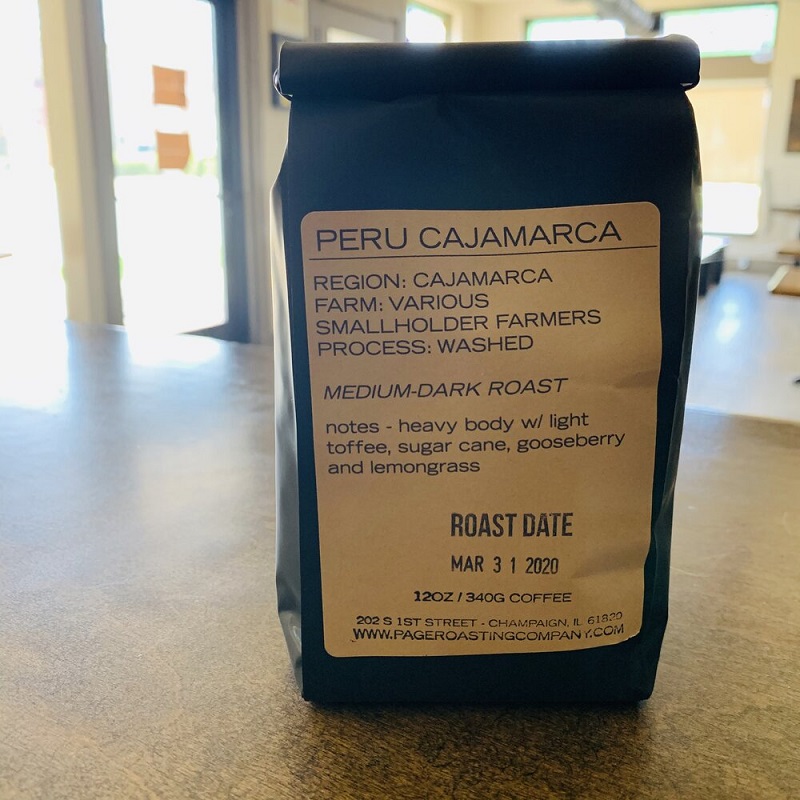 PERU CAJAMARCA
REGION: CAJAMARCA
FARM: VARIOUS
SMALLHOLDER FARMERS
PROCESS: WASHED
MEDIUM-DARK ROAST
notes - heavy body w/ light
toffee, sugar cane, gooseberry
and lemongrass
ROAST DATE
MAR 3 1 2020
12OZ / 340G COFFEE
202 S 1ST STREET - CHAMPAIGN, IL 61820
WWW.PAGEROASTINGCOMPANY.COM